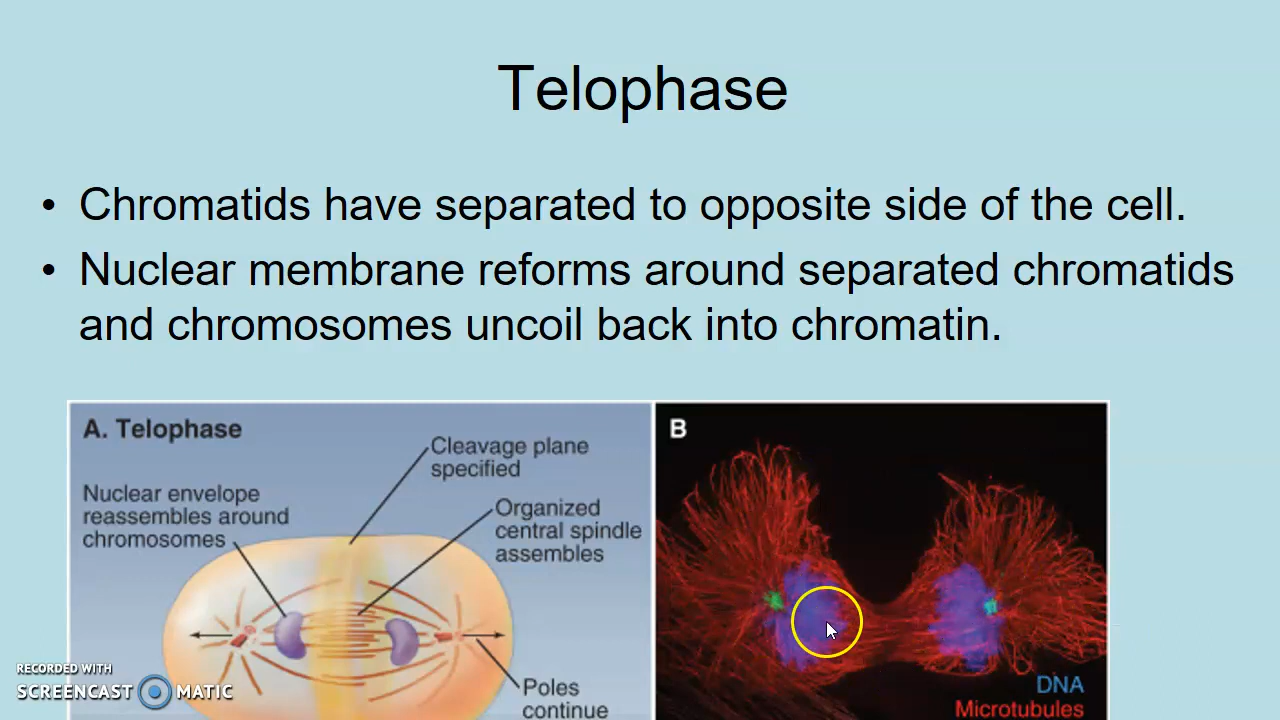 Telophase
• Chromatids have separated to opposite side of the cell.
• Nuclear membrane reforms around separated chromatids
and chromosomes uncoil back into chromatin.
A. Telophase
Cleavage plane
specified
Nuclear envelope
reassembles around
chromosomes
Organized
central spindle
assembles
Poles
continue
B
DNA
Microtubules
RECORDED WITH
SCREENCAST MATIC